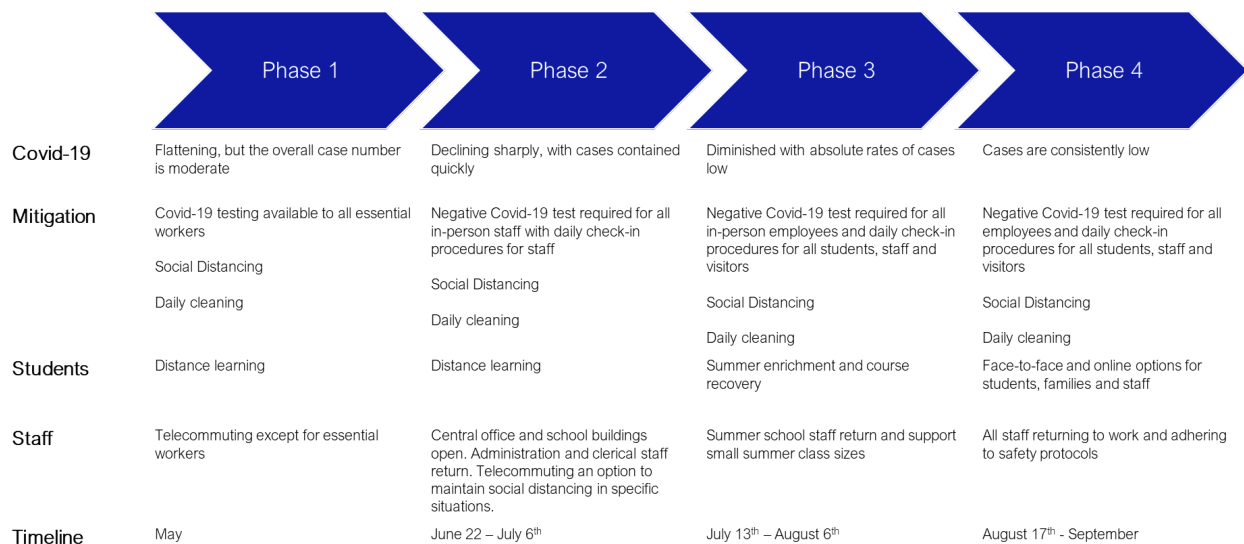 Phase 1
Phase 2
Phase 3
Phase 4
Covid-19
Flattening, but the overall case number
is moderate
Declining sharply, with cases contained
quickly
Diminished with absolute rates of cases
low
Cases are consistently low
Mitigation
Covid-19 testing available to all essential
workers
Social Distancing
Daily cleaning
Negative Covid-19 test required for all
in-person staff with daily check-in
procedures for staff
Social Distancing
Daily cleaning
Negative Covid-19 test required for all
in-person employees and daily check-in
procedures for all students, staff and
visitors
Social Distancing
Daily cleaning
Negative Covid-19 test required for all
employees and daily check-in
procedures for all students, staff and
visitors
Social Distancing
Daily cleaning
Students
Distance learning
Distance learning
Summer enrichment and course
recovery
Face-to-face and online options for
students, families and staff
Staff
Telecommuting except for essential
workers
Central office and school buildings
open. Administration and clerical staff
return. Telecommuting an option to
maintain social distancing in specific
situations.
Summer school staff return and support
small summer class sizes
All staff returning to work and adhering
to safety protocols
Timeline
May
June 22 – July 6th
July 13th – August 6th
August 17th - September